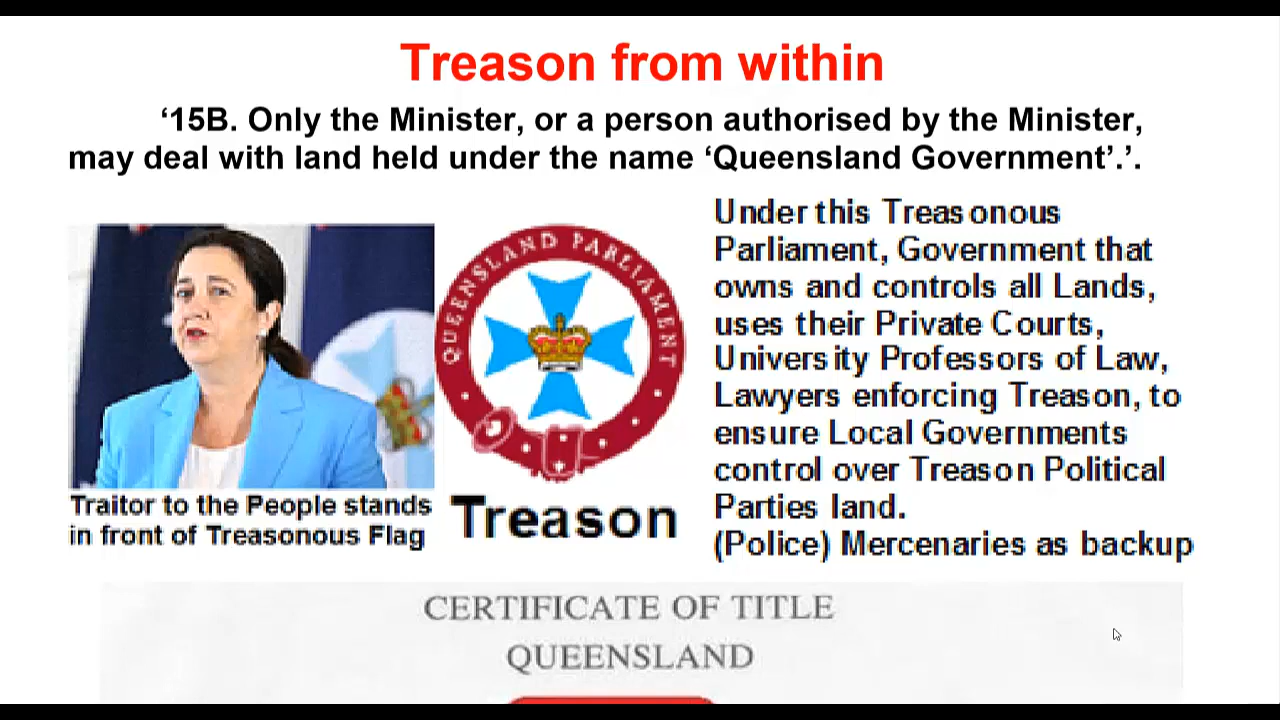 Treason from within
‘15B. Only the Minister, or a person authorised by the Minister,
may deal with land held under the name ‘Queensland Government’.’.
QUEENSLAND PARLIAMENT
Traitor to the People stands
in front of Treasonous Flag
Treason
Under this Treasonous
Parliament, Government that
owns and controls all Lands,
uses their Private Courts,
University Professors of Law,
Lawyers enforcing Treason, to
ensure Local Governments
control over Treason Political
Parties land.
(Police) Mercenaries as backup
CERTIFICATE OF TITLE
QUEENSLAND